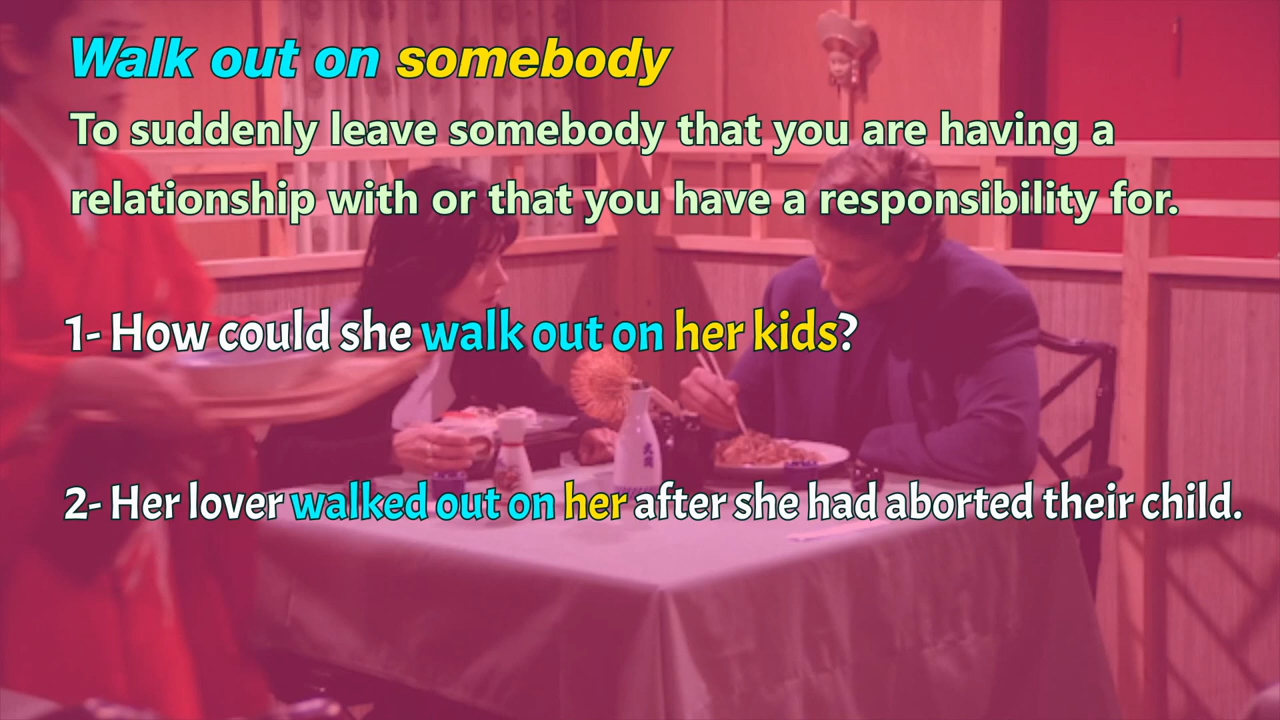 Walk out on somebody
To suddenly leave somebody that you are having a
relationship with or that you have a responsibility for.
1- How could she walk out on her kids?
2- Her lover walked out on her after she had aborted their child.